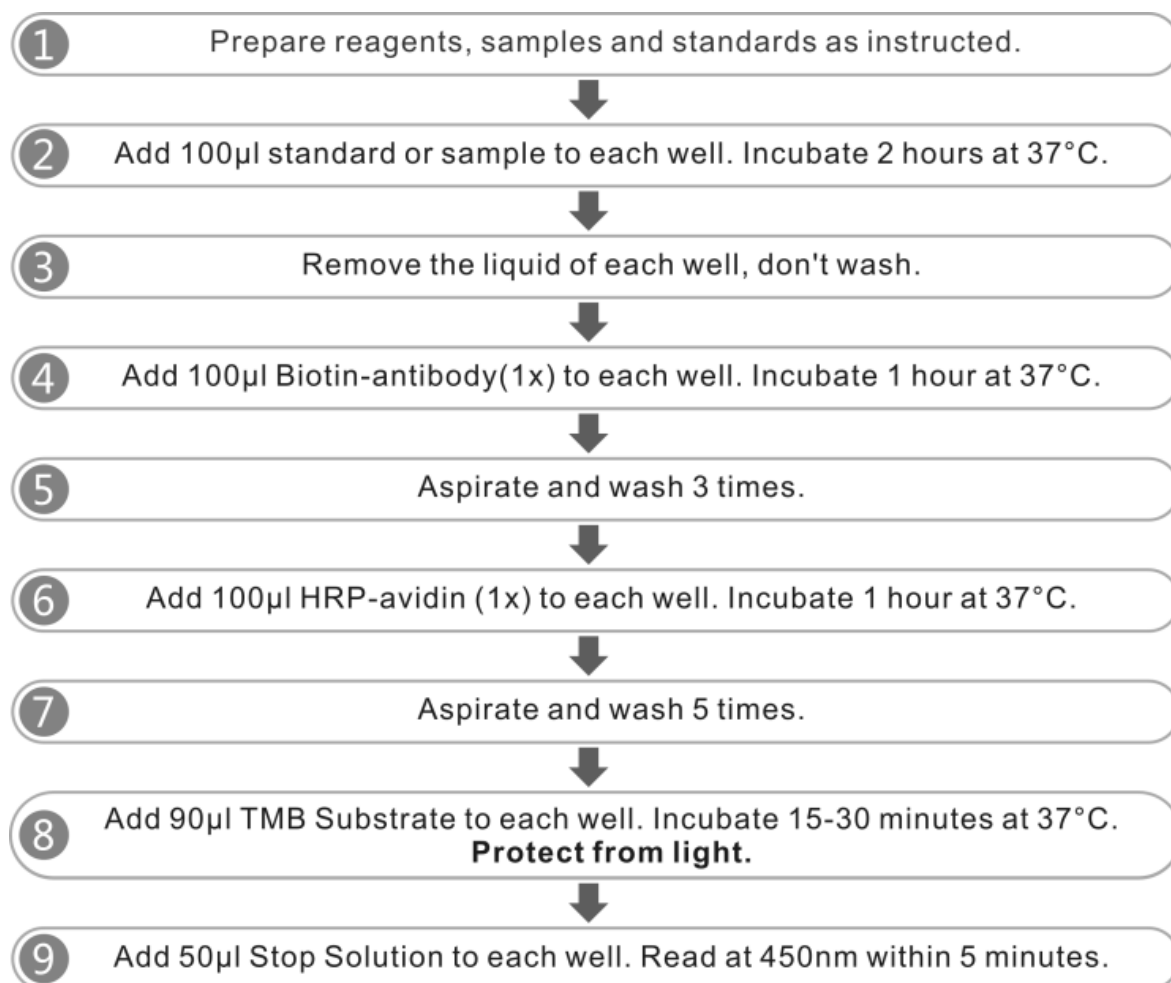 1 Prepare reagents, samples and standards as instructed.
2 Add 100µl standard or sample to each well. Incubate 2 hours at 37°C.
3 Remove the liquid of each well, don't wash.
4 Add 100µl Biotin-antibody(1x) to each well. Incubate 1 hour at 37°C.
5 Aspirate and wash 3 times.
6 Add 100µl HRP-avidin (1x) to each well. Incubate 1 hour at 37°C.
7 Aspirate and wash 5 times.
8 Add 90µl TMB Substrate to each well. Incubate 15-30 minutes at 37°C.
Protect from light.
9 Add 50µl Stop Solution to each well. Read at 450nm within 5 minutes.